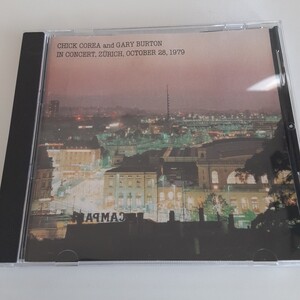 CHICK COREA and GARY BURTON
IN CONCERT, ZÜRICH, OCTOBER 28, 1979
CAMPARI